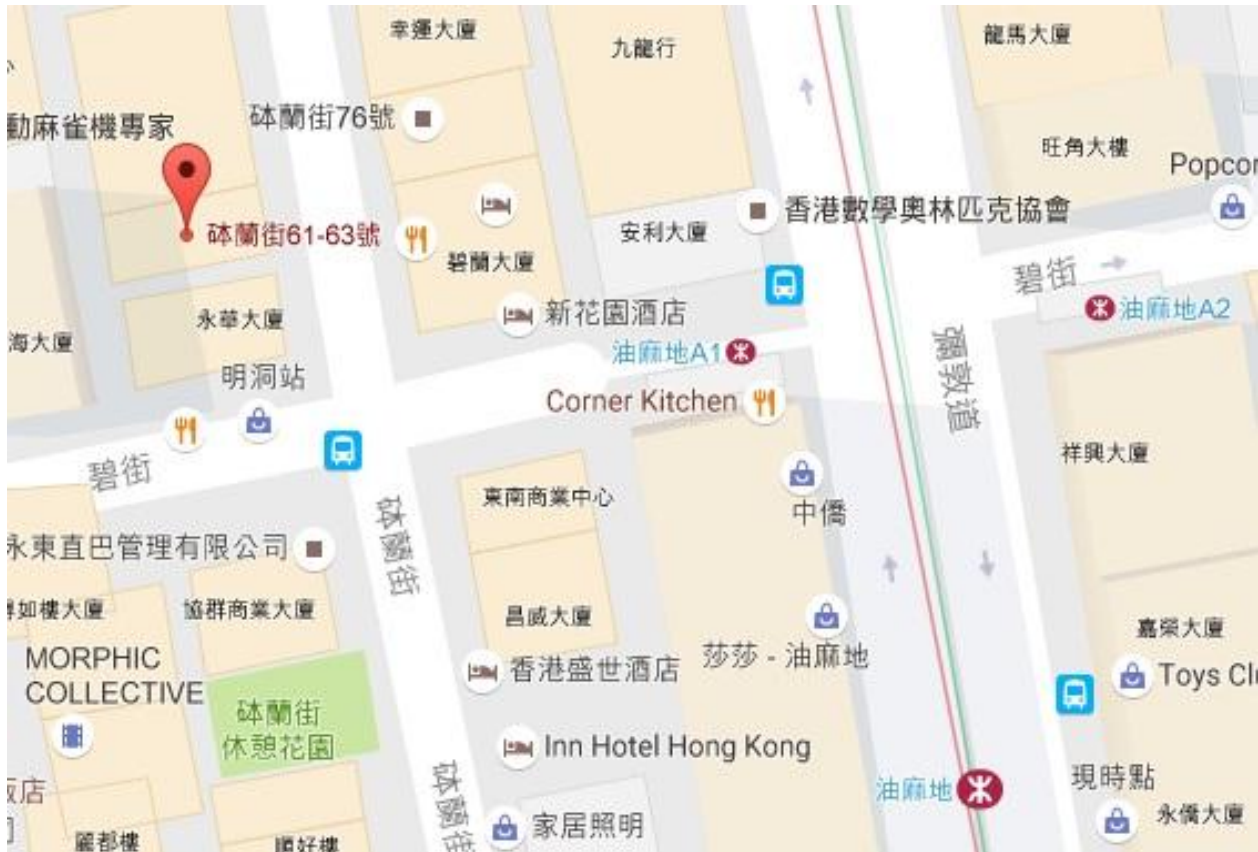 幸運大廈
九龍行
龍馬大廈
動麻雀機專家
砵蘭街76號
旺角大樓
Popcor
香港數學奧林匹克協會
砵蘭街61-63號
安利大廈
碧蘭大廈
碧街
新花園酒店
油麻地A2
永華大廈
海大廈
油麻地A1
彌敦道
明洞站
Corner Kitchen
祥興大廈
碧街
東南商業中心
中僑
砵蘭街
永東直巴管理有限公司
如樓大廈
協群商業大廈
昌威大廈
嘉榮大廈
MORPHIC
COLLECTIVE
香港盛世酒店
莎莎 - 油麻地
Toys Cl
砵蘭街
休憩花園
Inn Hotel Hong Kong
油麻地
現時點
飯店
砵蘭街
家居照明
永僑大廈
麗都樓
順好樓